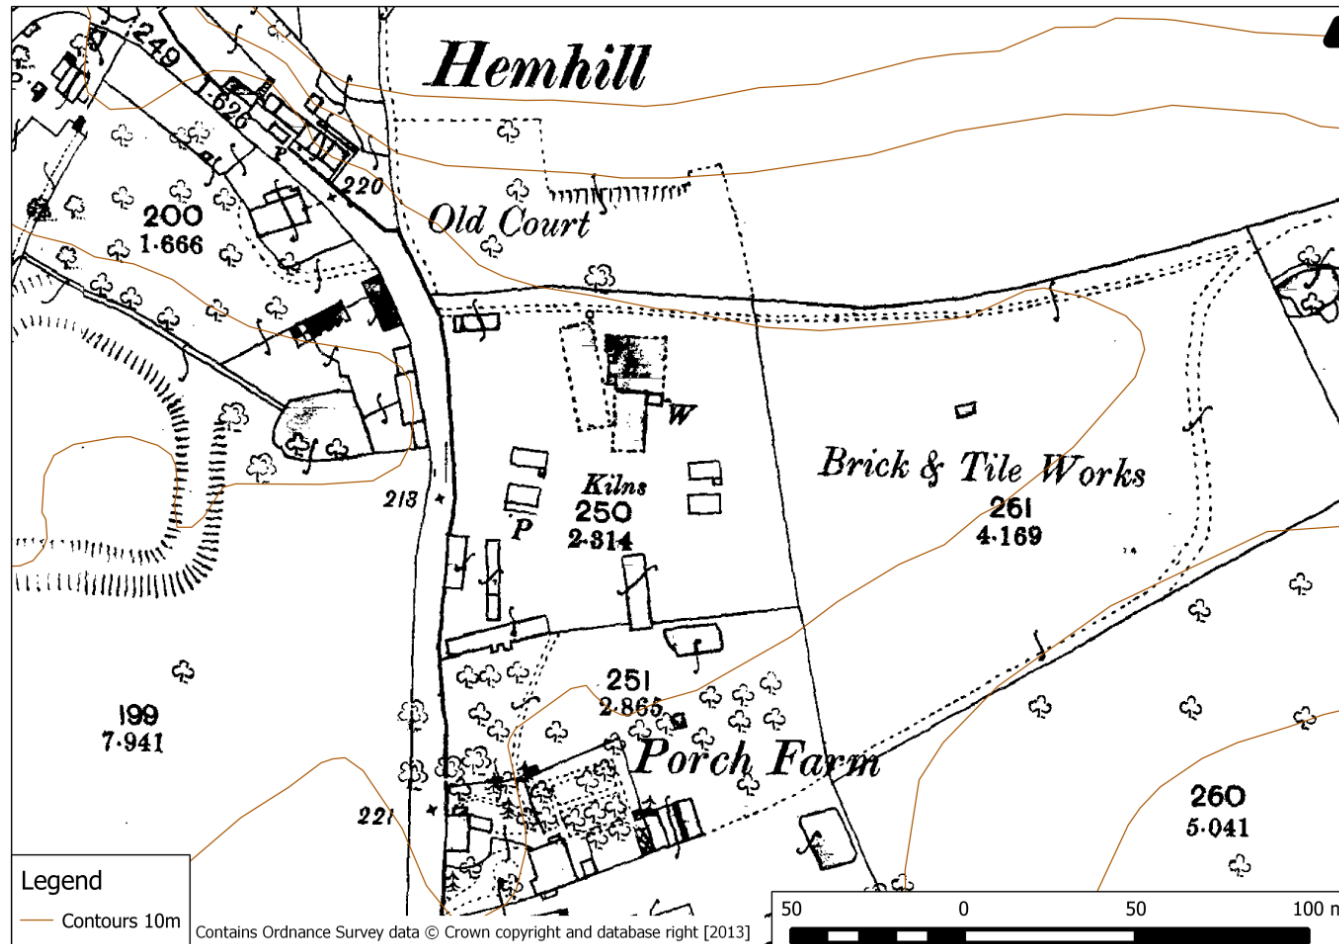 Hemhill
249
1.626
P
220
200
1.666
Old Court
W
Brick & Tile Works
261
4.169
Kilns
250
2.314
P
218
251
2.865
199
7.941
Porch Farm
221
260
5.041
Legend
Contours 10m
Contains Ordnance Survey data © Crown copyright and database right [2013]
50 0 50 100 m